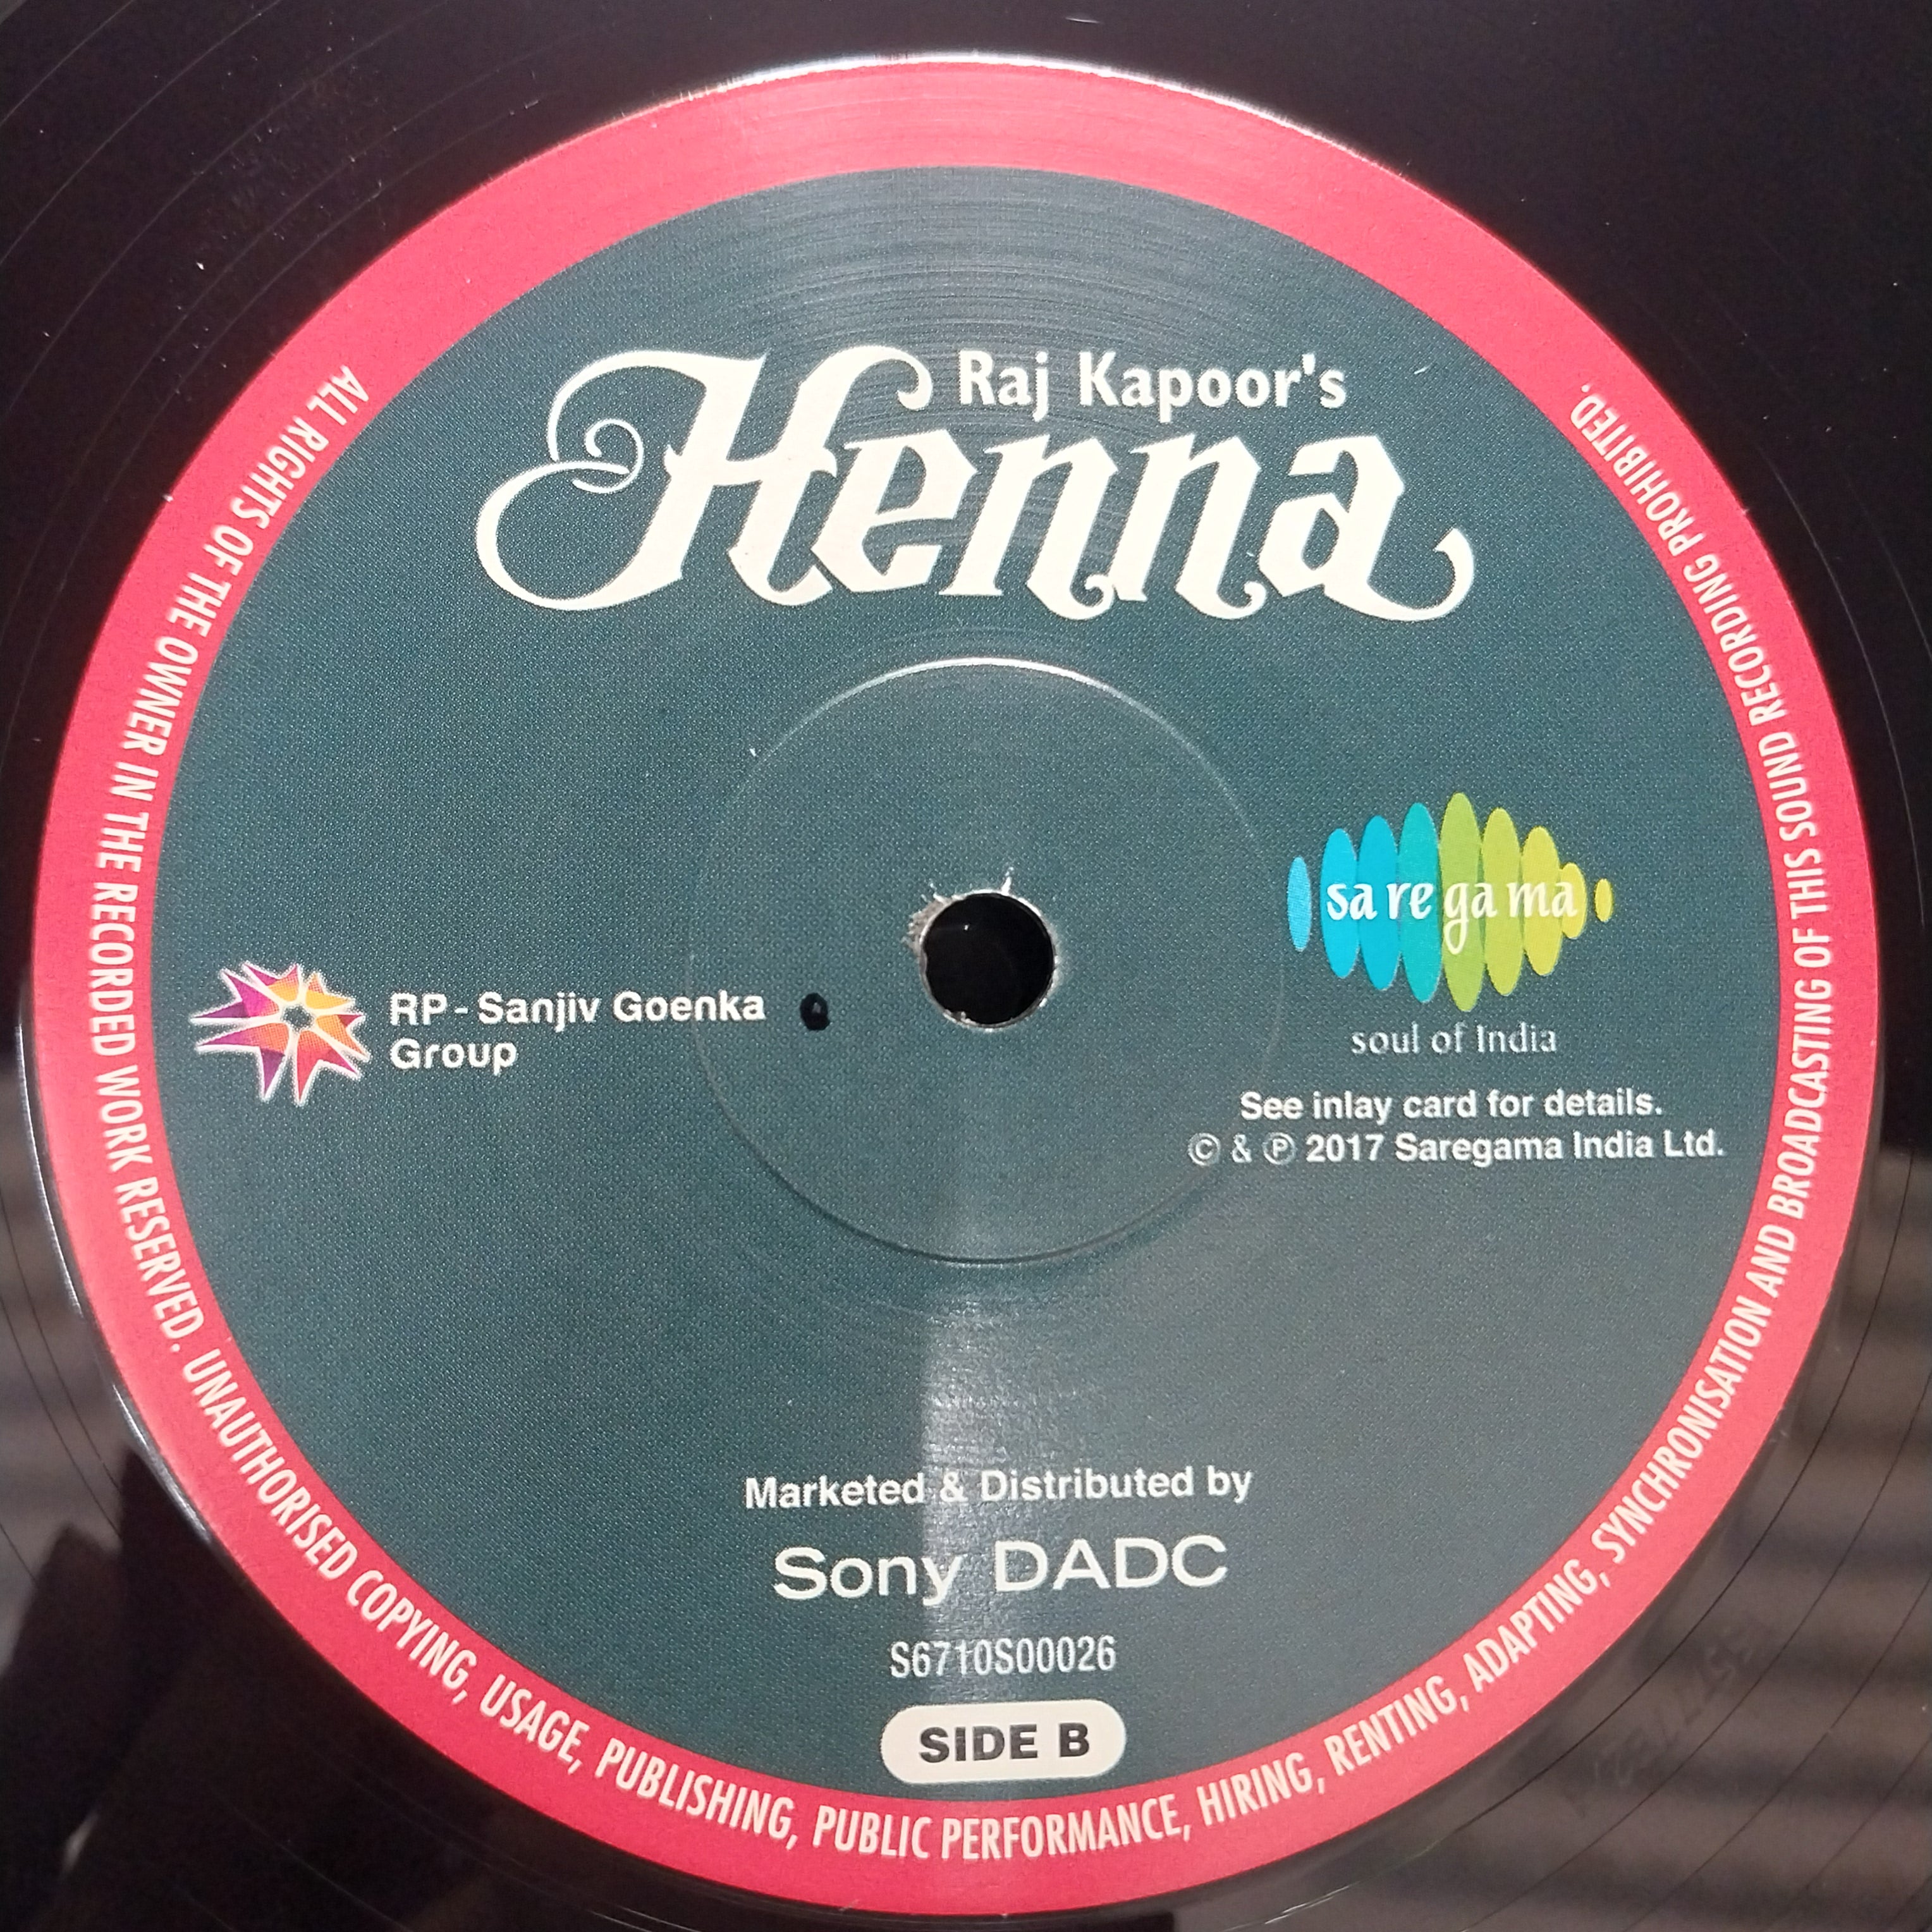 Raj Kapoor's
Henna
sa re ga ma
soul of India
RP-Sanjiv Goenka
Group
See inlay card for details.
© & ℗ 2017 Saregama India Ltd.
Marketed & Distributed by
Sony DADC
S6710S00026
SIDE B
ALL RIGHTS OF THE OWNER IN THE RECORDED WORK RESERVED. UNAUTHORISED COPYING, USAGE, PUBLISHING, PUBLIC PERFORMANCE, HIRING, RENTING, ADAPTING, SYNCHRONISATION AND BROADCASTING OF THIS SOUND RECORDING PROHIBITED.